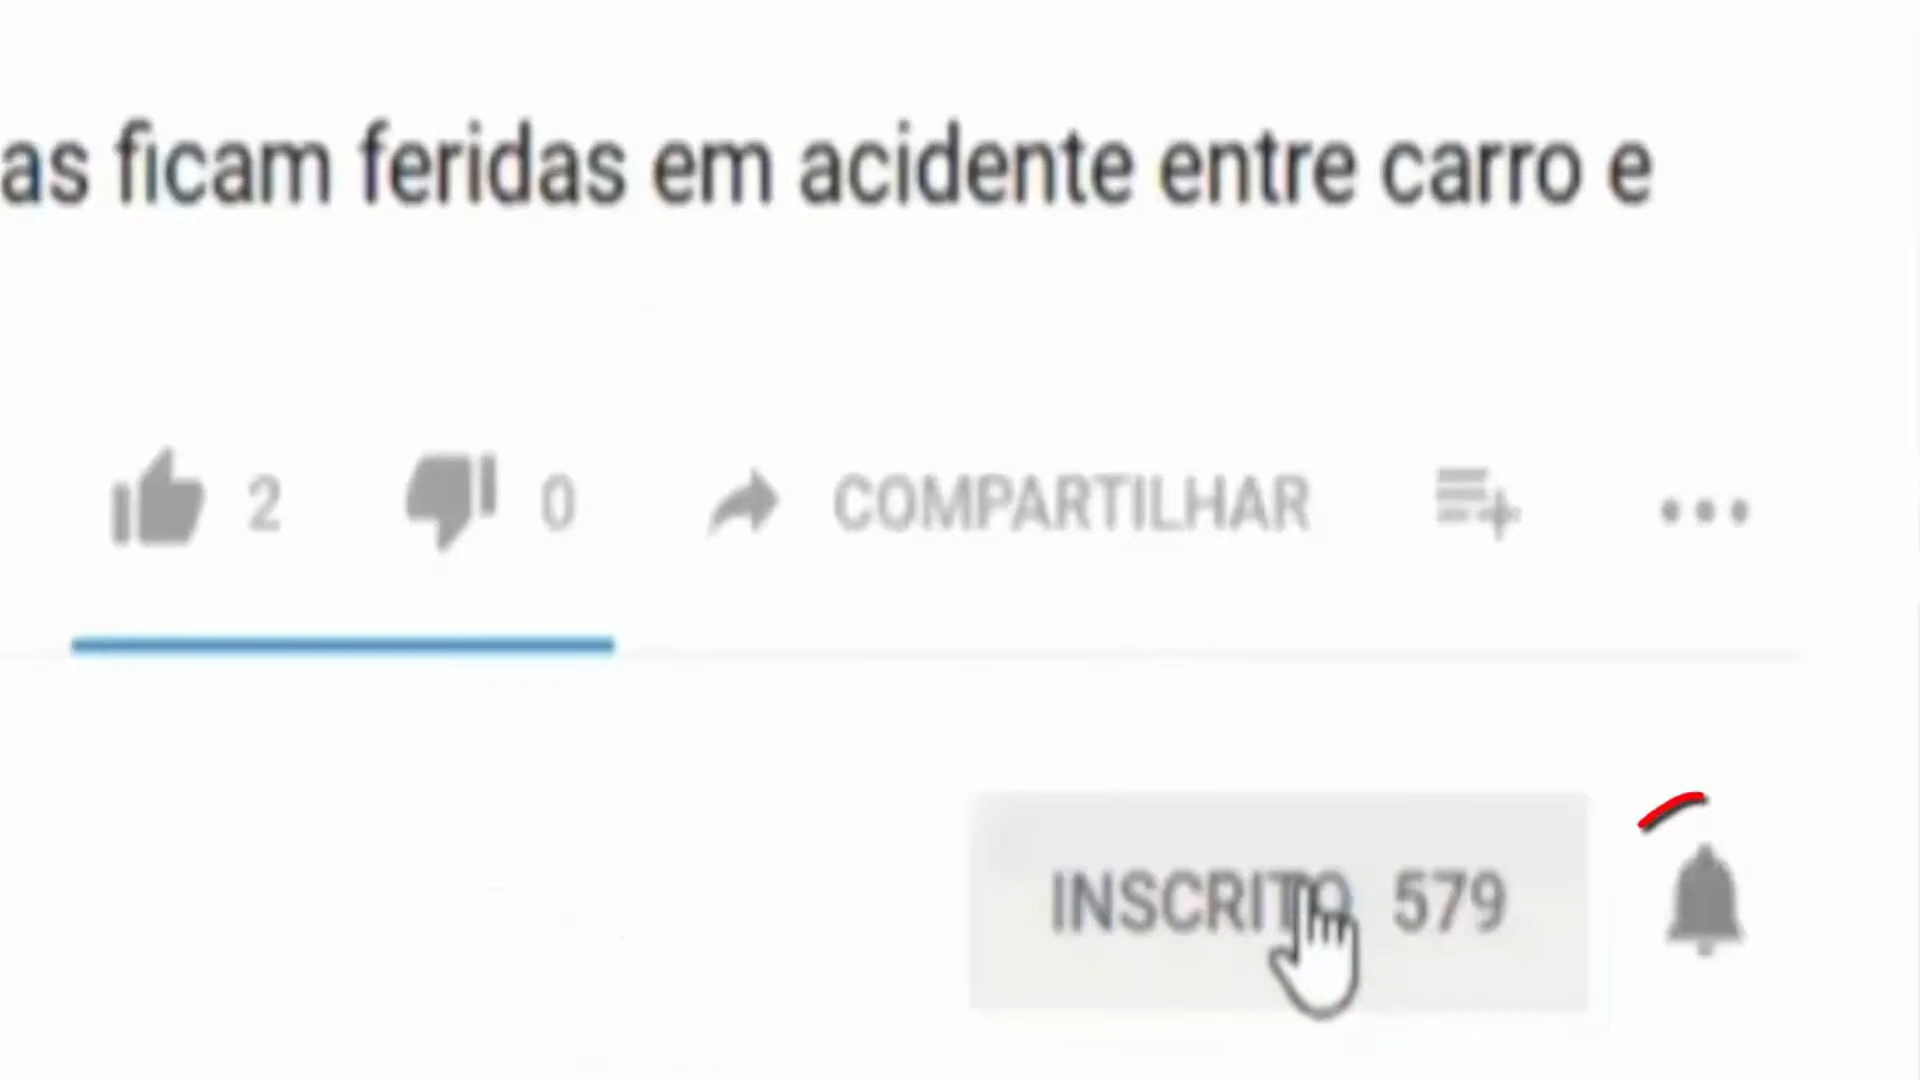 as ficam feridas em acidente entre carro e
2 0 COMPARTILHAR
INSCRITO 579